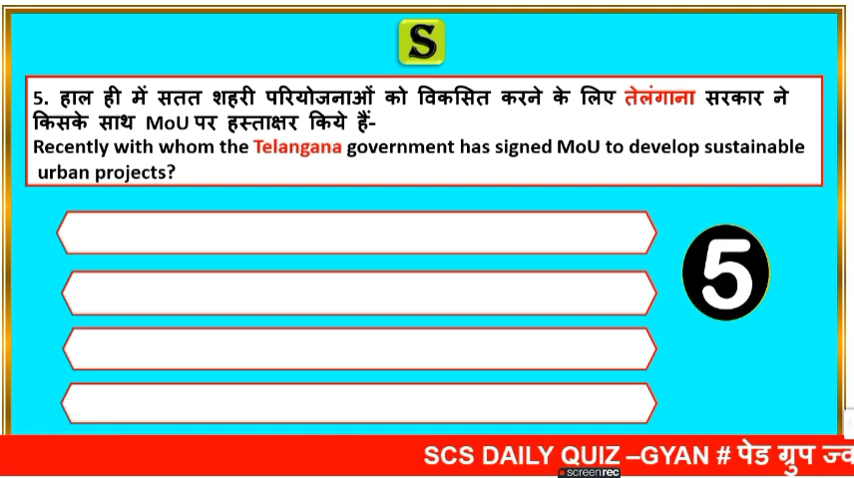 S
5. हाल ही में सतत शहरी परियोजनाओं को विकसित करने के लिए तेलंगाना सरकार ने
किसके साथ MoU पर हस्ताक्षर किये हैं-
Recently with whom the Telangana government has signed MoU to develop sustainable
urban projects?
5
SCS DAILY QUIZ –GYAN # पेड ग्रुप ज्व
screenrec